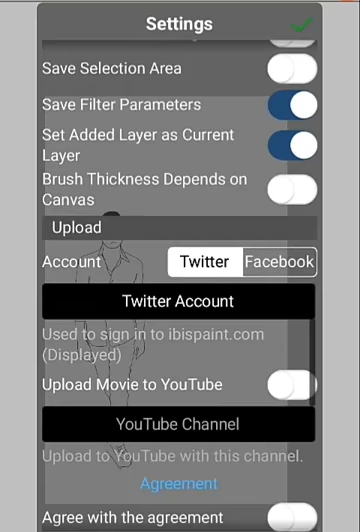 Settings
Save Selection Area
Save Filter Parameters
Set Added Layer as Current
Layer
Brush Thickness Depends on
Canvas
Upload
Account Twitter Facebook
Twitter Account
Used to sign in to ibispaint.com
(Displayed)
Upload Movie to YouTube
YouTube Channel
Upload to YouTube with this channel.
Agreement
Agree with the agreement